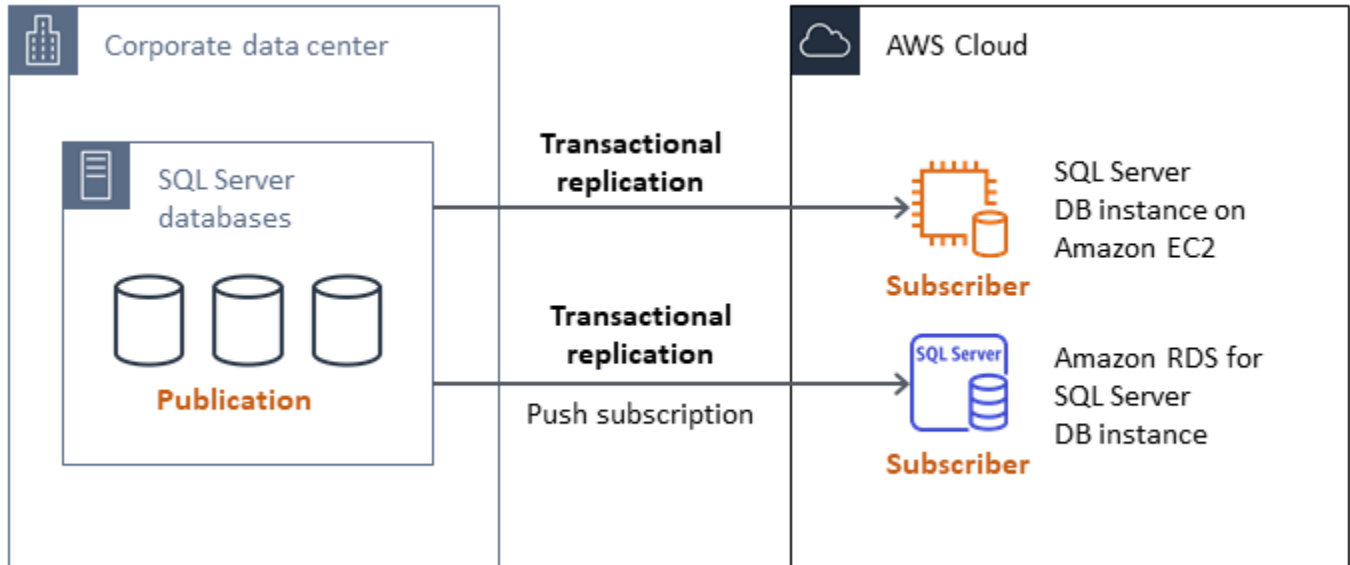 Corporate data center
AWS Cloud
SQL Server
databases
Publication
Transactional
replication
Transactional
replication
Push subscription
SQL Server
DB instance on
Amazon EC2
Subscriber
SQL Server
Amazon RDS for
SQL Server
DB instance
Subscriber